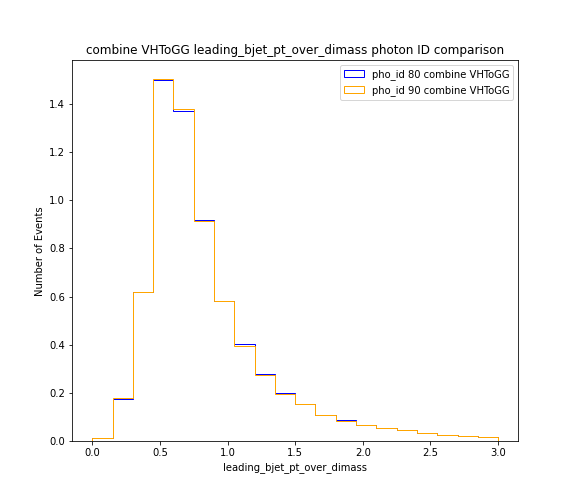 combine VHToGG leading_bjet_pt_over_dimass photon ID comparison
pho_id 80 combine VHToGG
pho_id 90 combine VHToGG
Number of Events
1.4
1.2
1.0
0.8
0.6
0.4
0.2
0.0
0.0 0.5 1.0 1.5 2.0 2.5 3.0
leading_bjet_pt_over_dimass